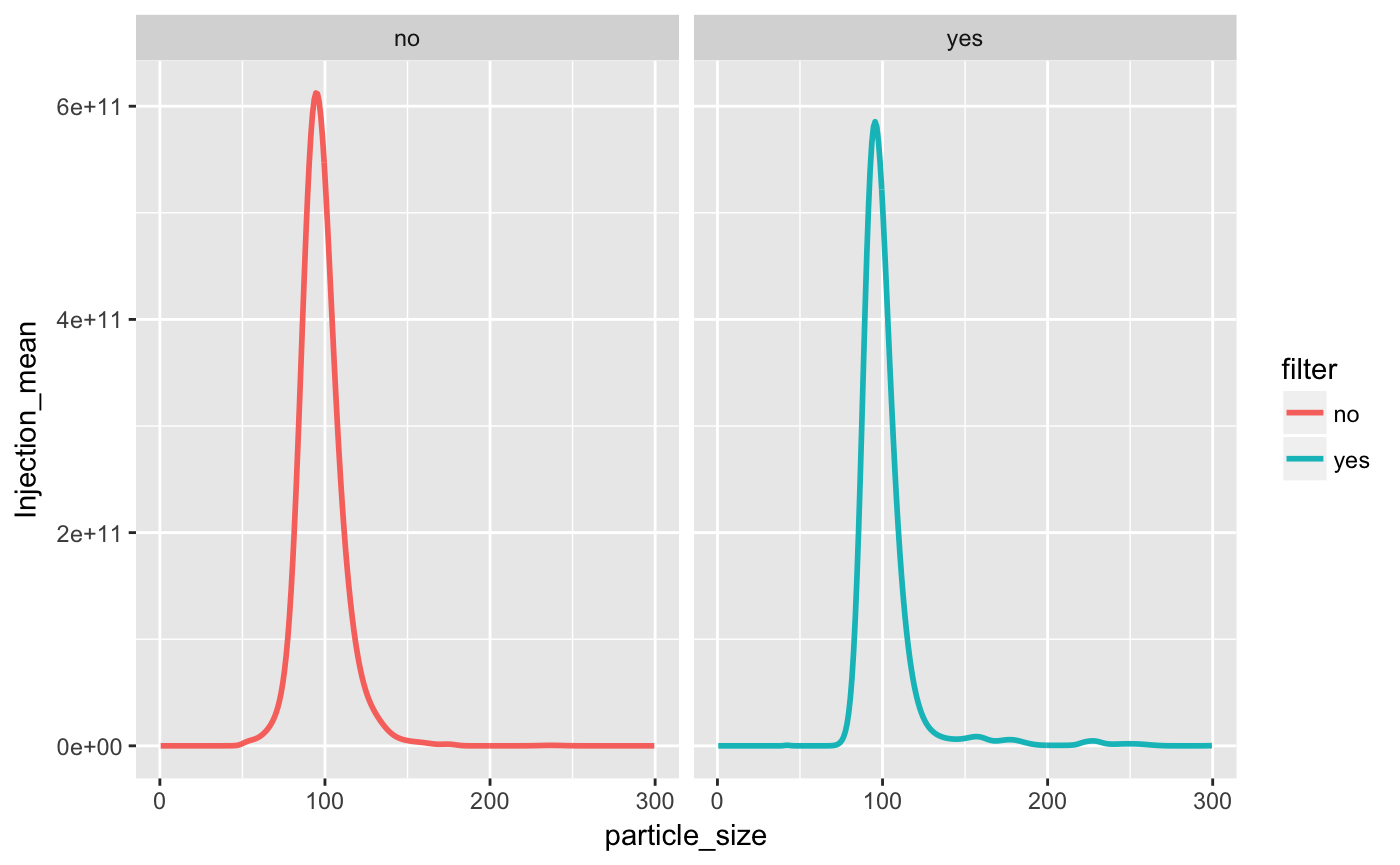 no
yes
Injection_mean
6e+11
4e+11
2e+11
0e+00
0 100 200 300
0 100 200 300
particle_size
filter
no
yes